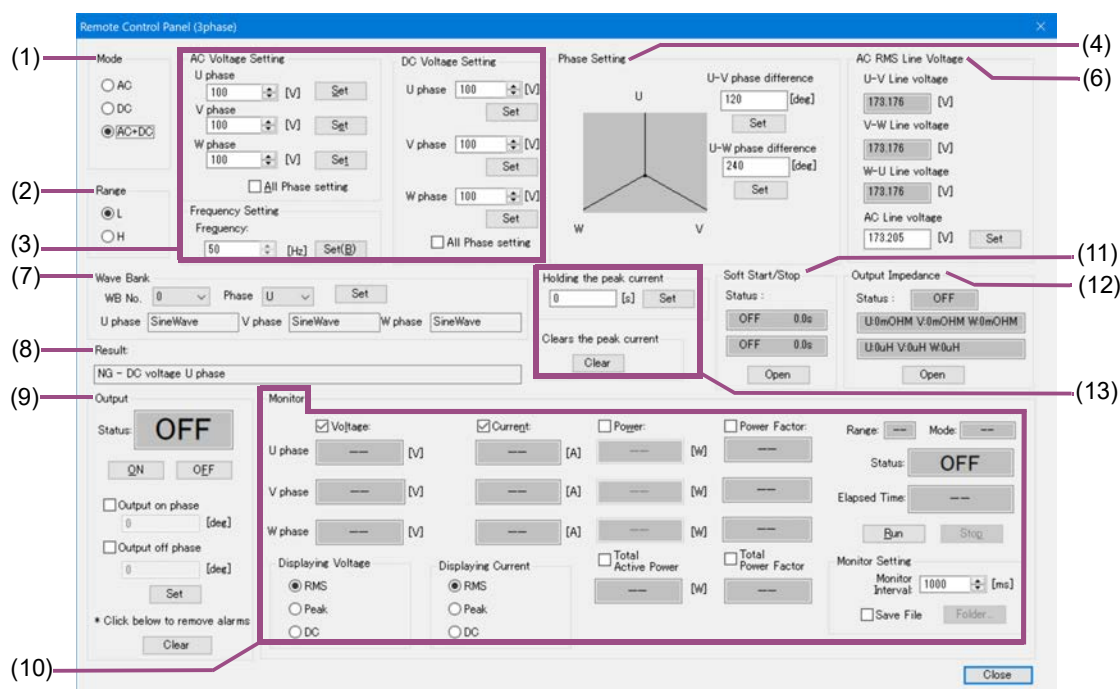 Remote Control Panel (3phase)
×
(1)
Mode
AC
DC
AC+DC
(2)
Range
L
H
(3)
AC Voltage Setting
U phase
100 [V] Set
V phase
100 [V] Set
W phase
100 [V] Set
All Phase setting
Frequency Setting
Frequency:
50 [Hz] Set(B)
DC Voltage Setting
U phase 100 [V]
Set
V phase 100 [V]
Set
W phase 100 [V]
Set
All Phase setting
(4)
Phase Setting
U
W
V
U-V phase difference
120 [deg]
Set
U-W phase difference
240 [deg]
Set
(6)
AC RMS Line Voltage
U-V Line voltage
173.176 [V]
V-W Line voltage
173.176 [V]
W-U Line voltage
173.176 [V]
AC Line voltage
173.205 [V] Set
(7)
Wave Bank
WB No. 0 Phase U Set
U phase SineWave V phase SineWave W phase SineWave
(8)
Result:
NG - DC voltage U phase
Holding the peak current
0 [s] Set
Clears the peak current
Clear
(13)
(11)
Soft Start/Stop
Status :
OFF 0.0s
OFF 0.0s
Open
(12)
Output Impedance
Status : OFF
U:0mOHM V:0mOHM W:0mOHM
U:0uH V:0uH W:0uH
Open
(9)
Output
Status: OFF
ON OFF
Output on phase
0 [deg]
Output off phase
0 [deg]
Set
* Click below to remove alarms
Clear
(10)
Monitor
Voltage: Current: Power: Power Factor:
U phase -- [V] -- [A] -- [W] --
V phase -- [V] -- [A] -- [W] --
W phase -- [V] -- [A] -- [W] --
Displaying Voltage
RMS
Peak
DC
Displaying Current
RMS
Peak
DC
Total
Active Power
-- [W]
Total
Power Factor
--
Range: -- Mode: --
Status: OFF
Elapsed Time: --
Run Stop
Monitor Setting
Monitor
Interval: 1000 [ms]
Save File Folder...
Close